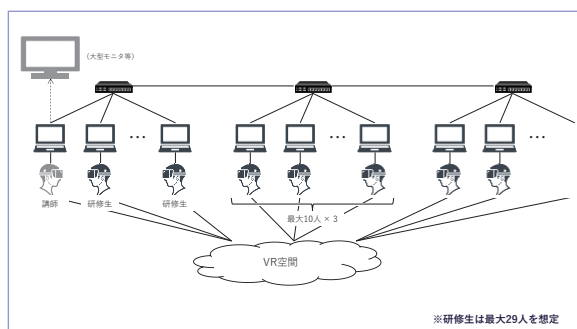 (大型モニタ等)
...
...
...
講師
研修生
研修生
最大10人 × 3
VR空間
※研修生は最大29人を想定